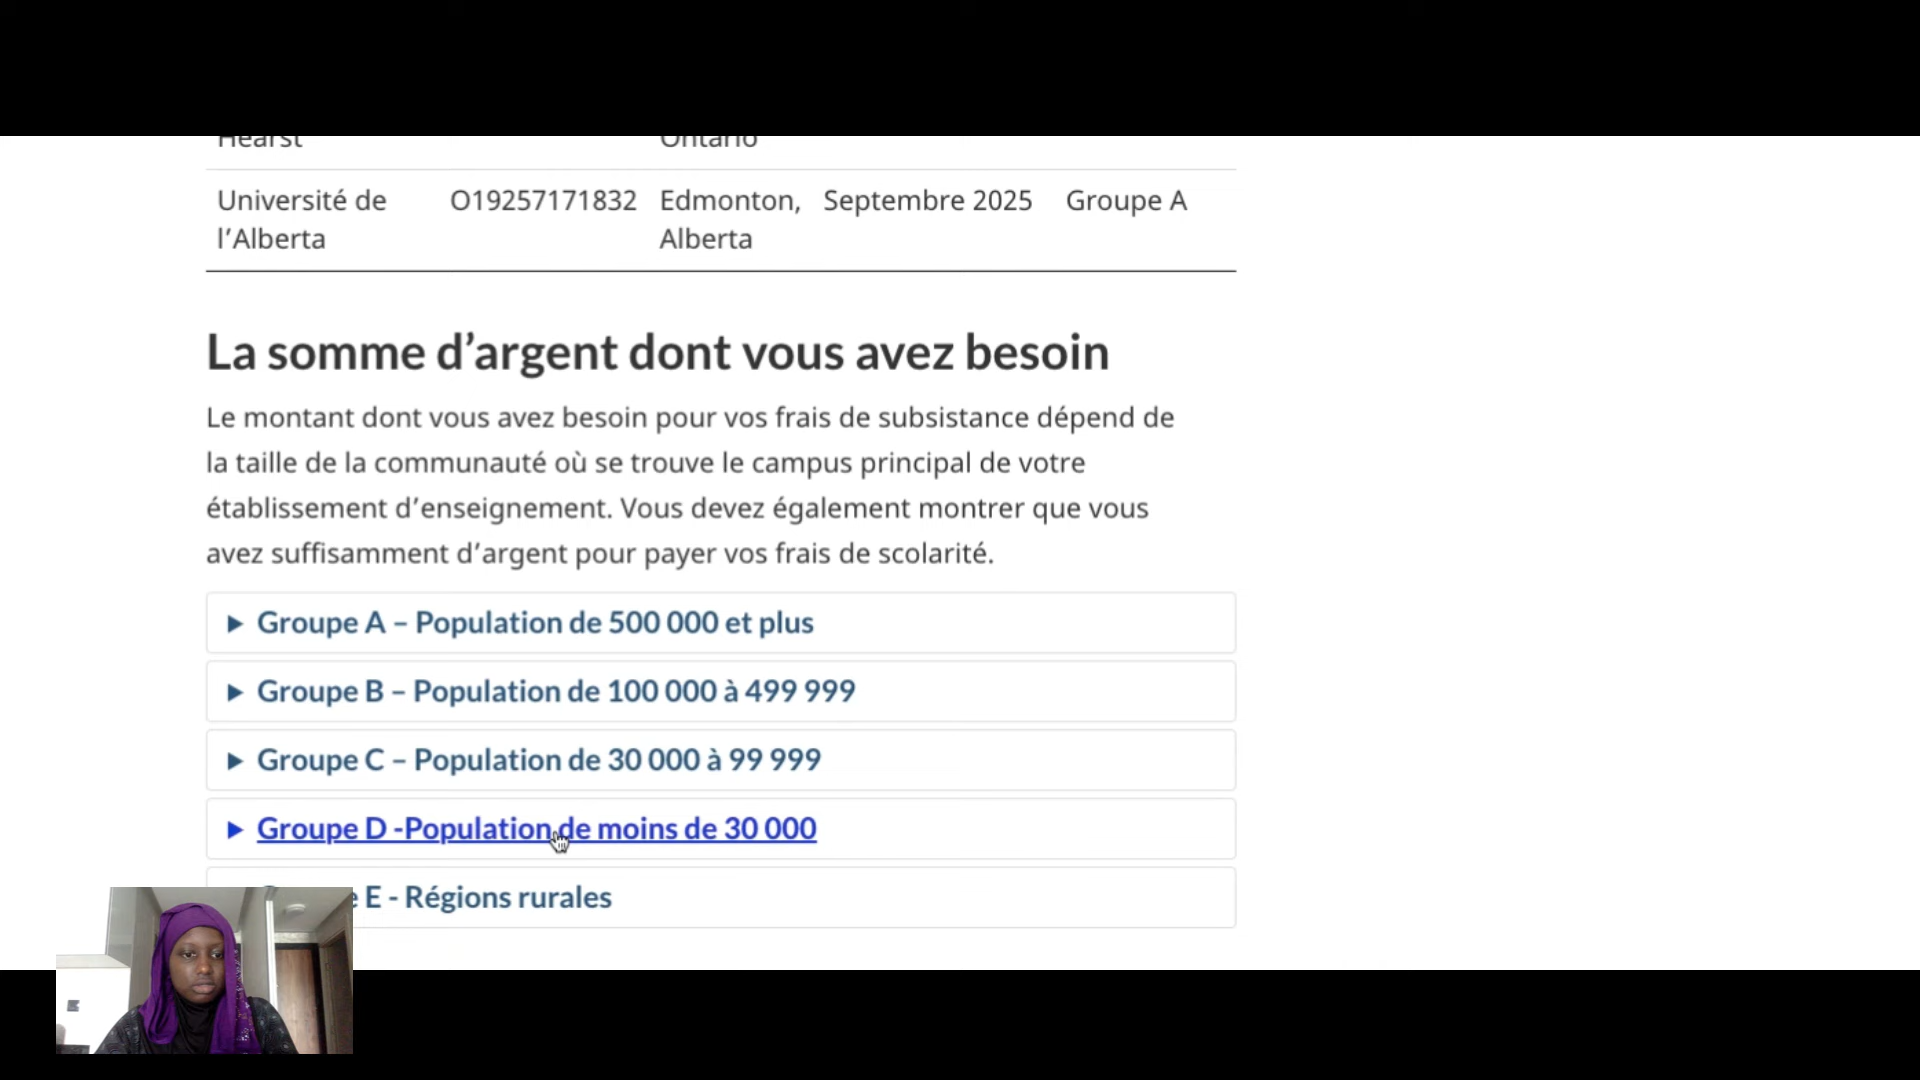 Hearst Ontario
Université de O19257171832 Edmonton, Septembre 2025 Groupe A
l’Alberta Alberta
La somme d’argent dont vous avez besoin
Le montant dont vous avez besoin pour vos frais de subsistance dépend de
la taille de la communauté où se trouve le campus principal de votre
établissement d’enseignement. Vous devez également montrer que vous
avez suffisamment d’argent pour payer vos frais de scolarité.
Groupe A – Population de 500 000 et plus
Groupe B – Population de 100 000 à 499 999
Groupe C – Population de 30 000 à 99 999
Groupe D -Population de moins de 30 000
E - Régions rurales